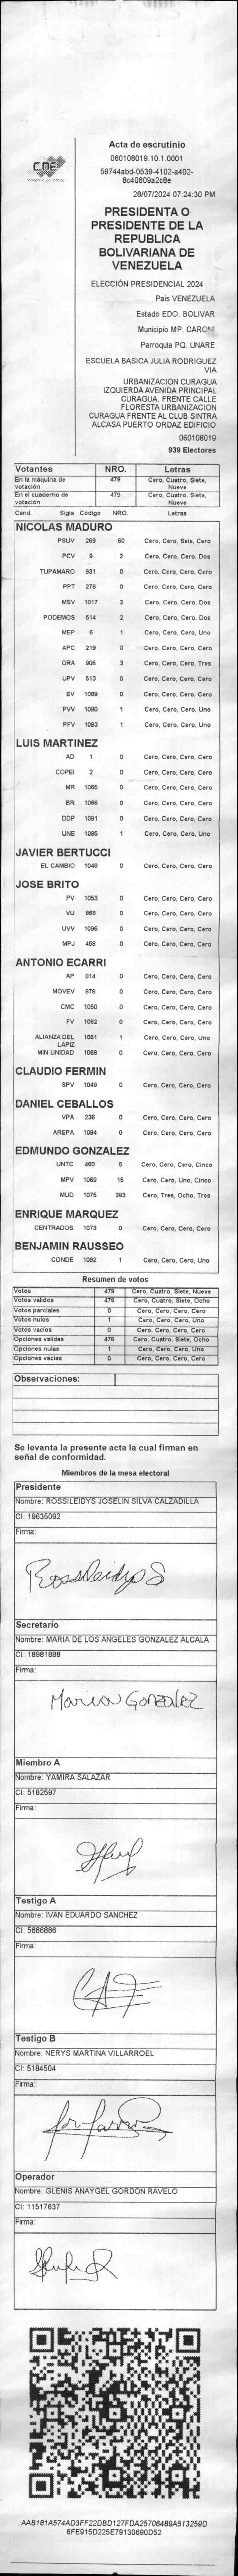 CNE
Acta de escrutinio
060108019.10.1.0001
59744abd-0539-4102-a402-
8c40609a2c8e
28/07/2024 07:24:30 PM
PRESIDENTA O
PRESIDENTE DE LA
REPUBLICA
BOLIVARIANA DE
VENEZUELA
ELECCIÓN PRESIDENCIAL 2024
Pais VENEZUELA
Estado EDO. BOLIVAR
Municipio MP. CARONI
Parroquia PQ. UNARE
ESCUELA BASICA JULIA RODRIGUEZ
VIA
URBANIZACION CURAGUA
IZQUIERDA AVENIDA PRINCIPAL
CURAGUA. FRENTE CALLE
FLORESTA URBANIZACION
CURAGUA FRENTE AL CLUB SINTRA
ALCASA PUERTO ORDAZ EDIFICIO
060108019
939 Electores
Votantes NRO. Letras
En la máquina de votación 479 Cero, Cuatro, Siete, Nueve
En el cuaderno de votación 479 Cero, Cuatro, Siete, Nueve
Cand. Sigla Código NRO. Letras
NICOLAS MADURO
PSUV 269 60 Cero, Cero, Seis, Cero
PCV 9 2 Cero, Cero, Cero, Dos
TUPAMARO 931 0 Cero, Cero, Cero, Cero
PPT 276 0 Cero, Cero, Cero, Cero
MSV 1017 2 Cero, Cero, Cero, Dos
PODEMOS 514 2 Cero, Cero, Cero, Dos
MEP 6 1 Cero, Cero, Cero, Uno
APC 219 0 Cero, Cero, Cero, Cero
ORA 906 3 Cero, Cero, Cero, Tres
UPV 513 0 Cero, Cero, Cero, Cero
EV 1089 0 Cero, Cero, Cero, Cero
PVV 1090 1 Cero, Cero, Cero, Uno
PFV 1093 1 Cero, Cero, Cero, Uno
LUIS MARTINEZ
AD 1 0 Cero, Cero, Cero, Cero
COPEI 2 0 Cero, Cero, Cero, Cero
MR 1065 0 Cero, Cero, Cero, Cero
BR 1066 0 Cero, Cero, Cero, Cero
DDP 1091 0 Cero, Cero, Cero, Cero
UNE 1095 1 Cero, Cero, Cero, Uno
JAVIER BERTUCCI
EL CAMBIO 1046 0 Cero, Cero, Cero, Cero
JOSE BRITO
PV 1053 0 Cero, Cero, Cero, Cero
VU 968 0 Cero, Cero, Cero, Cero
UVV 1096 0 Cero, Cero, Cero, Cero
MPJ 458 0 Cero, Cero, Cero, Cero
ANTONIO ECARRI
AP 814 0 Cero, Cero, Cero, Cero
MOVEV 876 0 Cero, Cero, Cero, Cero
CMC 1050 0 Cero, Cero, Cero, Cero
FV 1062 0 Cero, Cero, Cero, Cero
ALIANZA DEL LAPIZ 1051 1 Cero, Cero, Cero, Uno
MIN UNIDAD 1068 0 Cero, Cero, Cero, Cero
CLAUDIO FERMIN
SPV 1049 0 Cero, Cero, Cero, Cero
DANIEL CEBALLOS
VPA 236 0 Cero, Cero, Cero, Cero
AREPA 1094 0 Cero, Cero, Cero, Cero
EDMUNDO GONZALEZ
UNTC 460 5 Cero, Cero, Cero, Cinco
MPV 1069 15 Cero, Cero, Uno, Cinco
MUD 1075 383 Cero, Tres, Ocho, Tres
ENRIQUE MARQUEZ
CENTRADOS 1073 0 Cero, Cero, Cero, Cero
BENJAMIN RAUSSEO
CONDE 1092 1 Cero, Cero, Cero, Uno
Resumen de votos
Votos 479 Cero, Cuatro, Siete, Nueve
Votos validos 478 Cero, Cuatro, Siete, Ocho
Votos parciales 0 Cero, Cero, Cero, Cero
Votos nulos 1 Cero, Cero, Cero, Uno
Votos vacios 0 Cero, Cero, Cero, Cero
Opciones validas 478 Cero, Cuatro, Siete, Ocho
Opciones nulas 1 Cero, Cero, Cero, Uno
Opciones vacias 0 Cero, Cero, Cero, Cero
Observaciones:
Se levanta la presente acta la cual firman en
señal de conformidad.
Miembros de la mesa electoral
Presidente
Nombre: ROSSILEIDYS JOSELIN SILVA CALZADILLA
CI: 19635092
Firma:
Rossileidys S
Secretario
Nombre: MARIA DE LOS ANGELES GONZALEZ ALCALA
CI: 18981888
Firma:
Maria Gonzalez
Miembro A
Nombre: YAMIRA SALAZAR
CI: 5182597
Firma:
Testigo A
Nombre: IVAN EDUARDO SANCHEZ
CI: 5686886
Firma:
Testigo B
Nombre: NERYS MARTINA VILLARROEL
CI: 5184504
Firma:
Operador
Nombre: GLENIS ANAYGEL GORDON RAVELO
CI: 11517637
Firma:
AAB181A574AD3FF22DBD127FDA25706489A513259D
6FE915D225E79130690D52